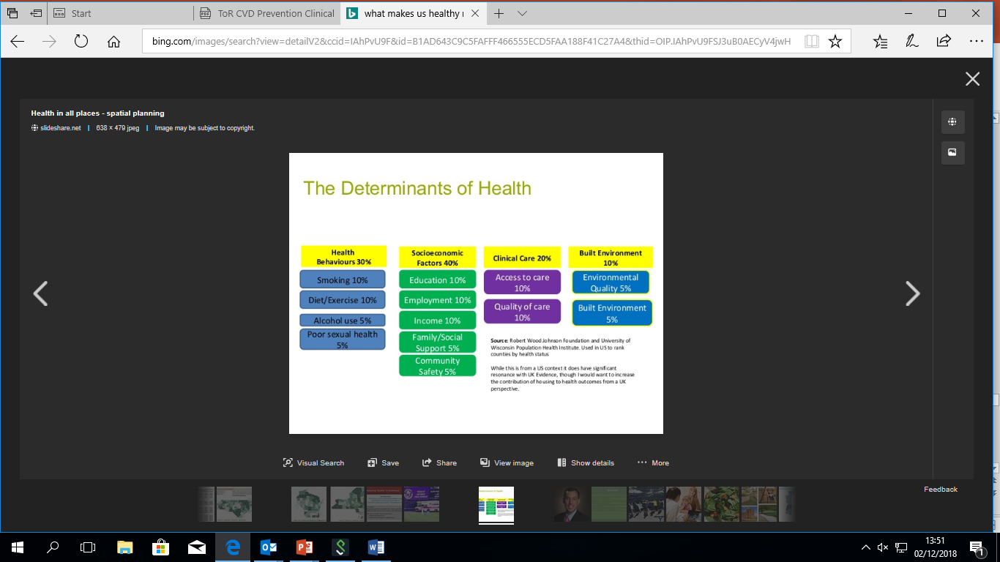 Start
ToR CVD Prevention Clinical
what makes us healthy r
bing.com/images/search?view=detailV2&ccid=IAhPvU9F&id=B1AD643C9C5FAFFF466555ECD5FAA188F41C27A4&thid=OIP.IAhPvU9FSJ3uB0AECyV4jwH
Health in all places - spatial planning
slideshare.net | 638 × 479 jpeg | Image may be subject to copyright.
The Determinants of Health
Health
Behaviours 30%
Smoking 10%
Diet/Exercise 10%
Alcohol use 5%
Poor sexual health
5%
Socioeconomic
Factors 40%
Education 10%
Employment 10%
Income 10%
Family/Social
Support 5%
Community
Safety 5%
Clinical Care 20%
Access to care
10%
Quality of care
10%
Built Environment
10%
Environmental
Quality 5%
Built Environment
5%
Source: Robert Wood Johnson Foundation and University of
Wisconsin Population Health Institute. Used in US to rank
counties by health status
While this is from a US context it does have significant
resonance with UK Evidence, though I would want to increase
the contribution of housing to health outcomes from a UK
perspective.
Visual Search
Save
Share
View image
Show details
More
Feedback
13:51
02/12/2018
1